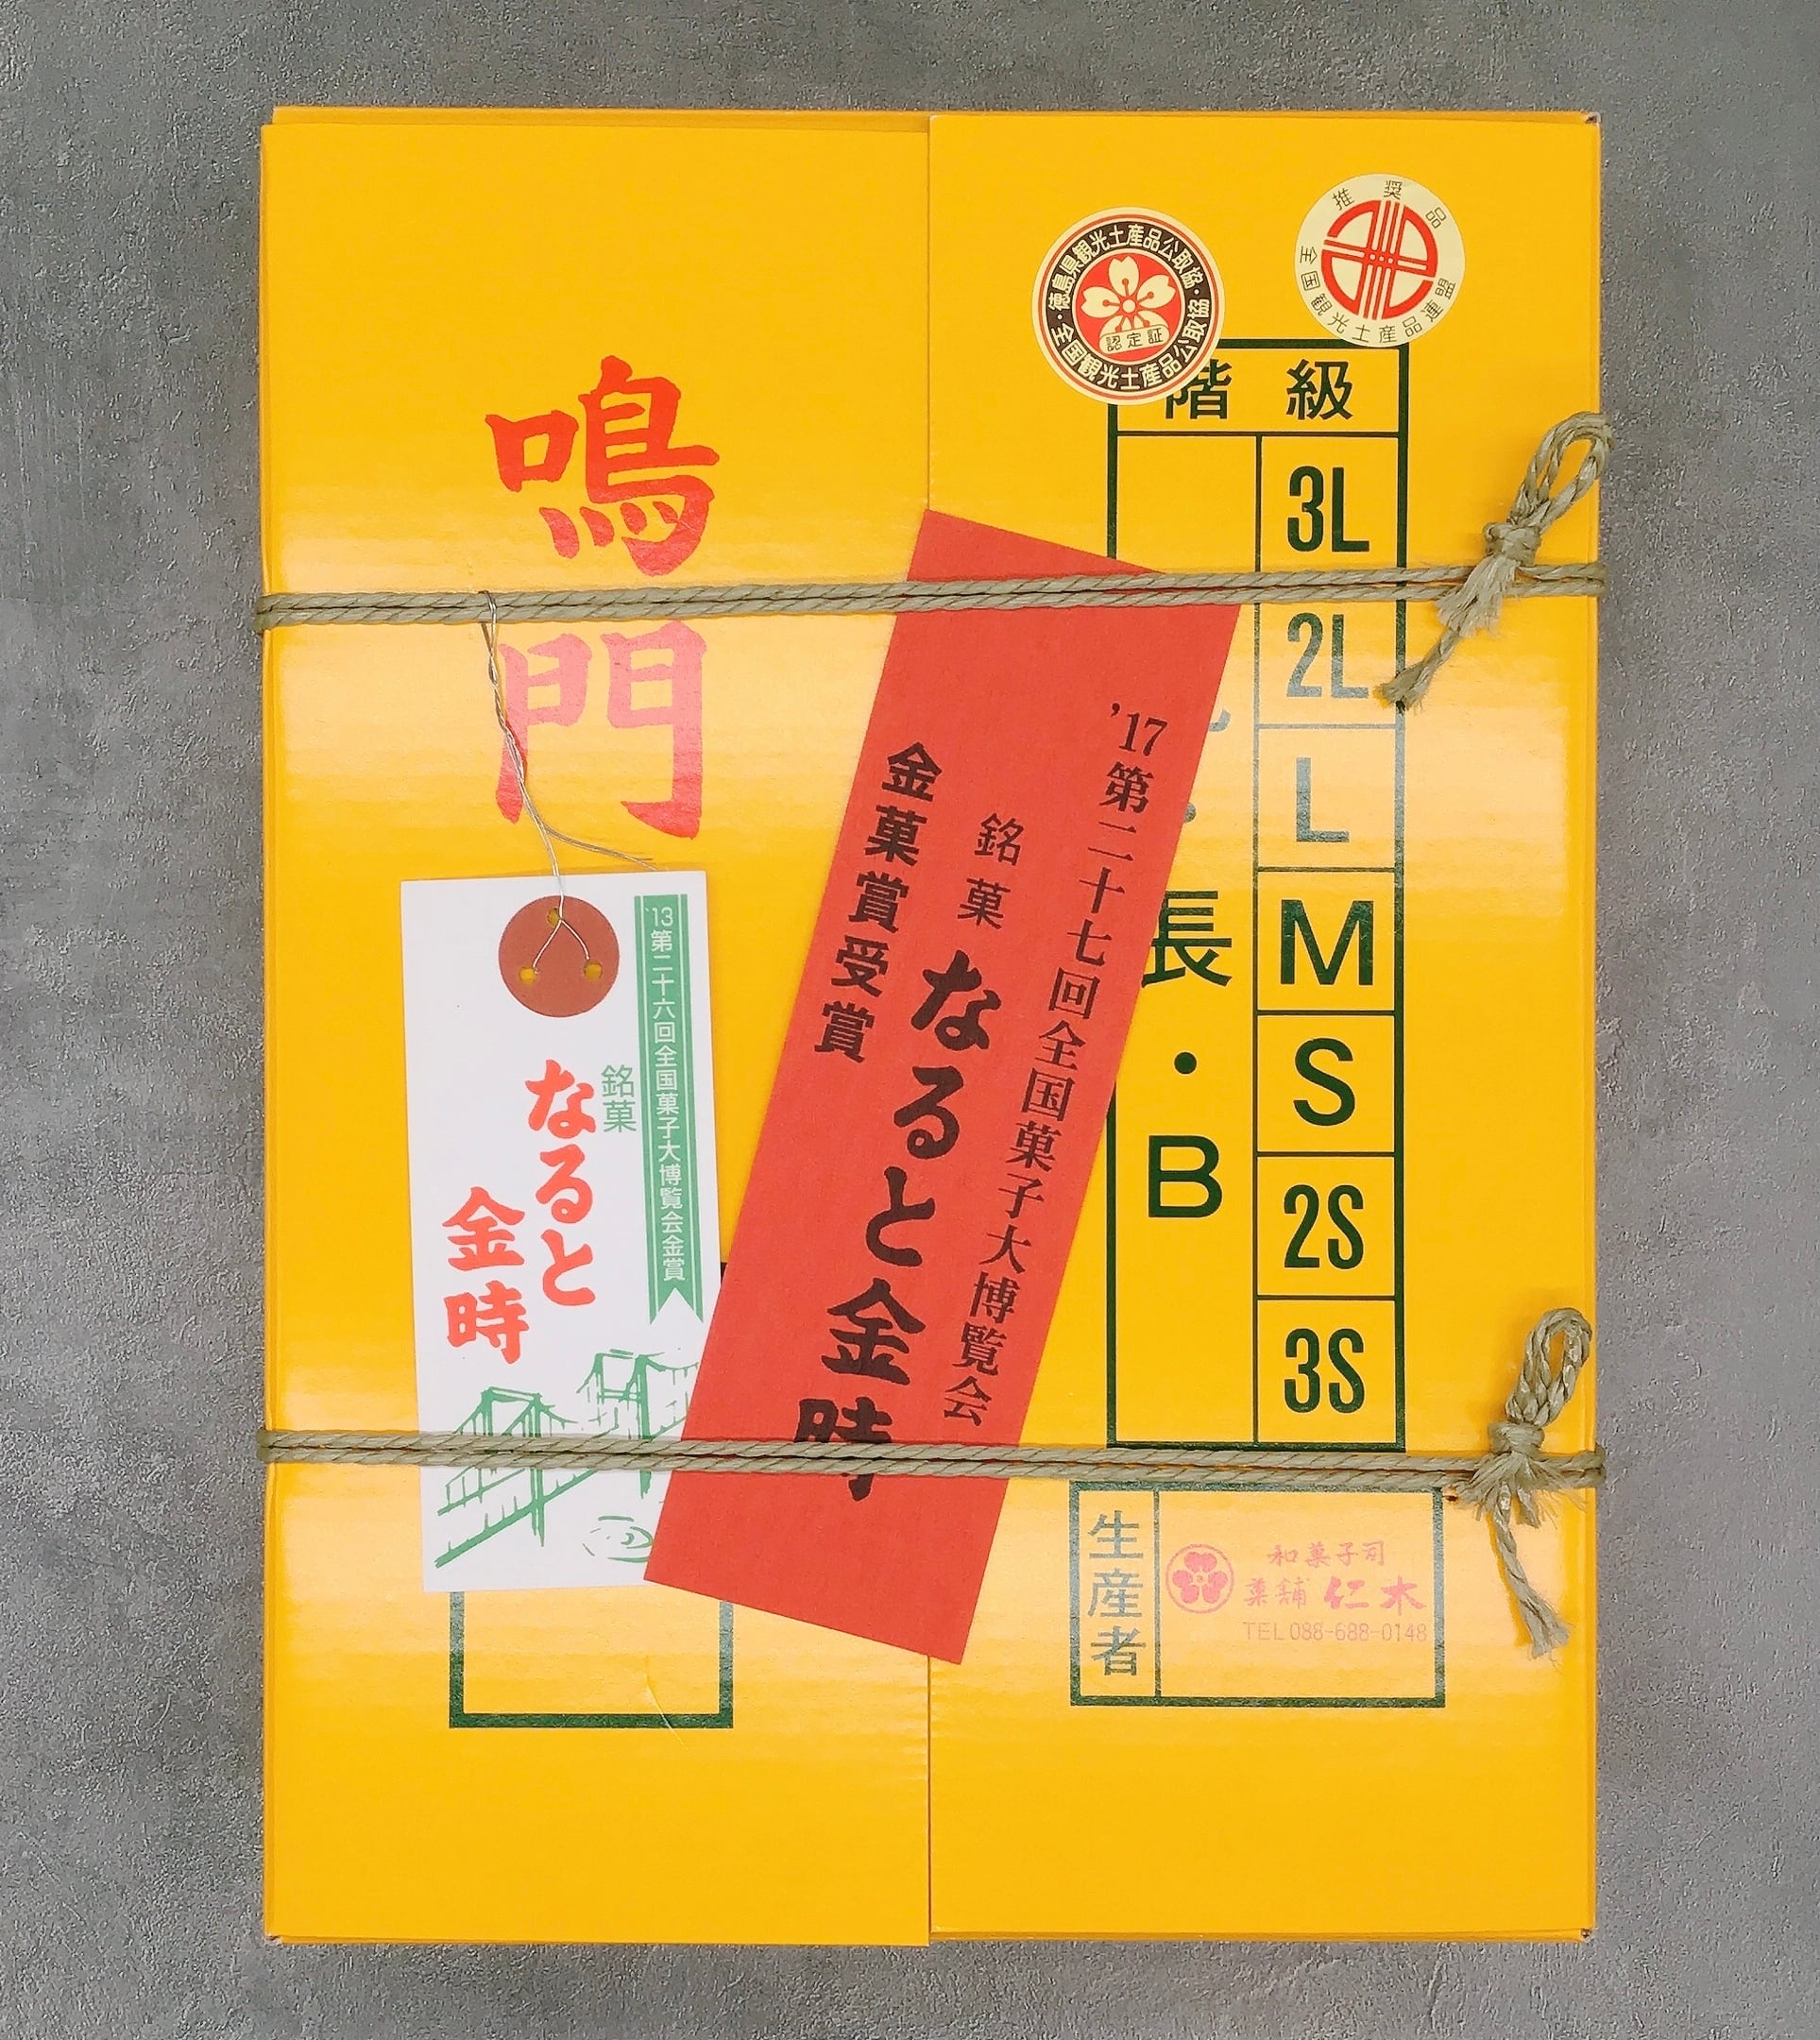 鳴門
徳島県観光土産品公取協
全国観光土産品公取協
認定証
推奨品
全国観光土産品連盟
階級
3L
2L
L
M
S
2S
3S
長・B
'17第二十七回全国菓子大博覧会
銘菓 なると金時
金菓賞受賞
'13第二十六回全国菓子大博覧会金賞
銘菓
なると
金時
生産者
和菓子司
菓舗 仁木
TEL 088-688-0148